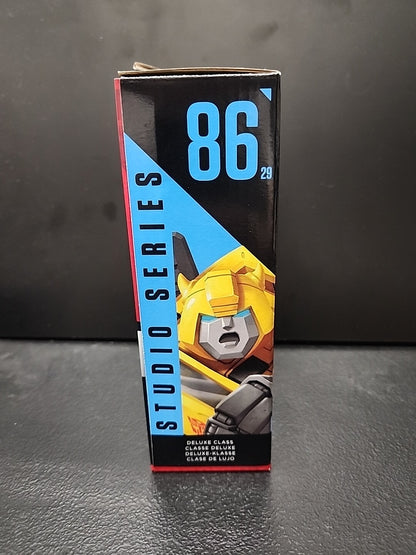 86
29
STUDIO SERIES
DELUXE CLASS
CLASSE DELUXE
DELUXE-KLASSE
CLASE DE LUJO